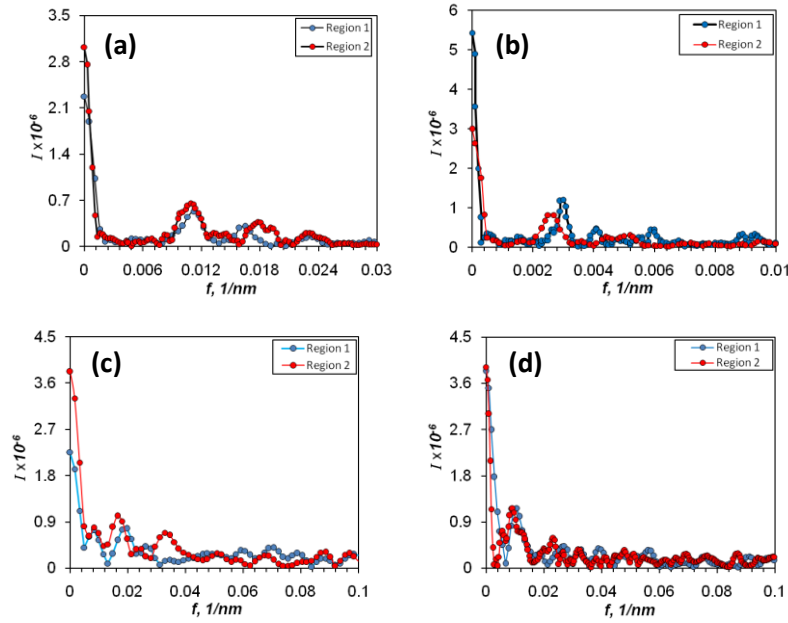 (a)
Region 1
Region 2
I x10-6
3.5
2.8
2.1
1.4
0.7
0
0 0.006 0.012 0.018 0.024 0.03
f, 1/nm
(b)
Region 1
Region 2
I x10-6
6
5
4
3
2
1
0
0 0.002 0.004 0.006 0.008 0.01
f, 1/nm
(c)
Region 1
Region 2
I x10-6
4.5
3.6
2.7
1.8
0.9
0
0 0.02 0.04 0.06 0.08 0.1
f, 1/nm
(d)
Region 1
Region 2
I x10-6
4.5
3.6
2.7
1.8
0.9
0
0 0.02 0.04 0.06 0.08 0.1
f, 1/nm